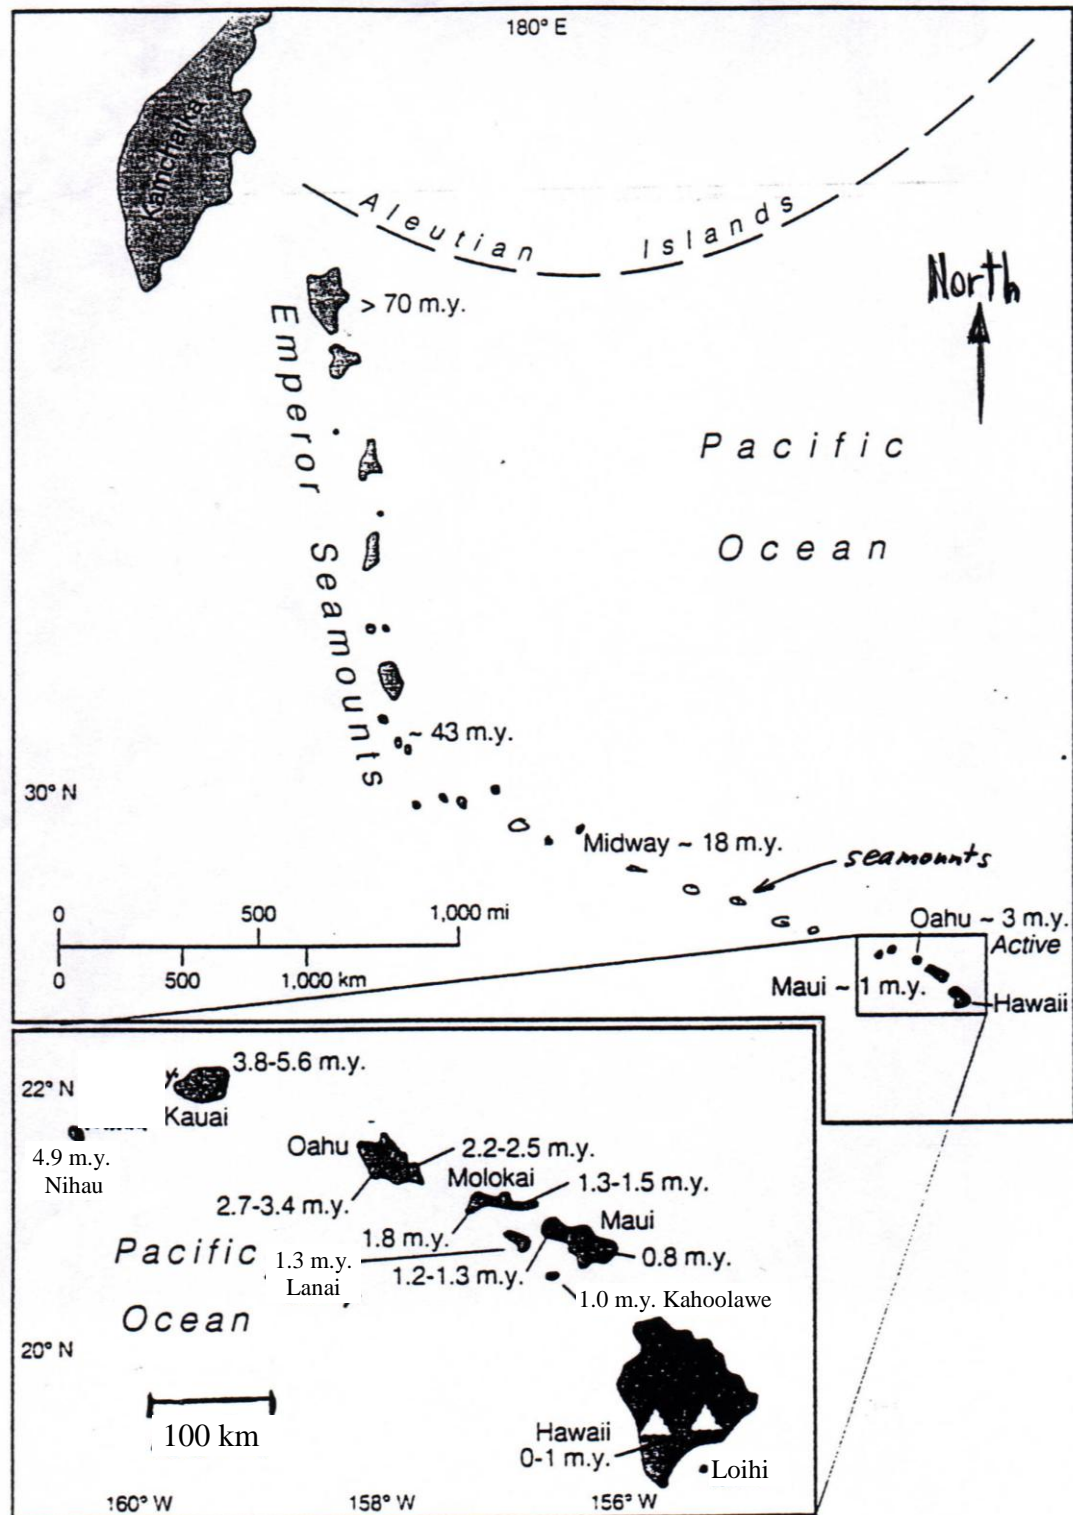 180° E
Kamchatka
Aleutian Islands
North
> 70 m.y.
Emperor Seamounts
Pacific
Ocean
~ 43 m.y.
30° N
Midway ~ 18 m.y.
seamounts
0 500 1,000 mi
0 500 1,000 km
Oahu ~ 3 m.y.
Active
Maui ~ 1 m.y.
Hawaii
22° N
3.8-5.6 m.y.
Kauai
4.9 m.y.
Nihau
Oahu
2.2-2.5 m.y.
Molokai
1.3-1.5 m.y.
2.7-3.4 m.y.
1.8 m.y.
Maui
Pacific
Ocean
1.3 m.y.
Lanai
1.2-1.3 m.y.
0.8 m.y.
1.0 m.y. Kahoolawe
20° N
100 km
Hawaii
0-1 m.y.
Loihi
160° W 158° W 156° W